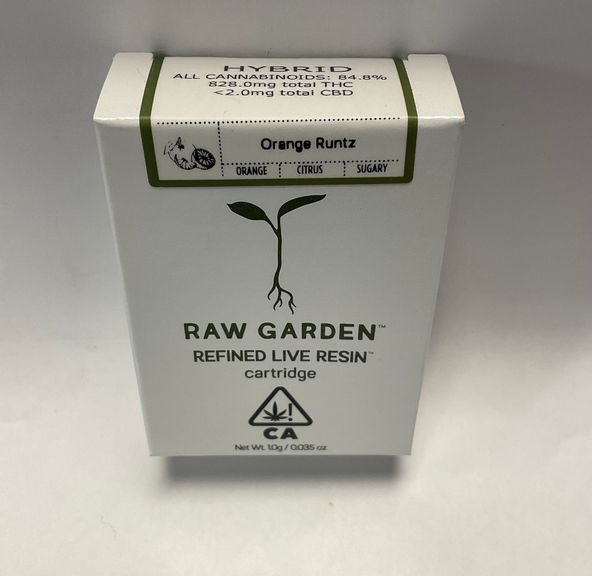 HYBRID
ALL CANNABINOIDS: 84.8%
828.0mg total THC
<2.0mg total CBD
Orange Runtz
ORANGE CITRUS SUGARY
RAW GARDEN™
REFINED LIVE RESIN™
cartridge
CA
Net Wt. 1.0g / 0.035 oz